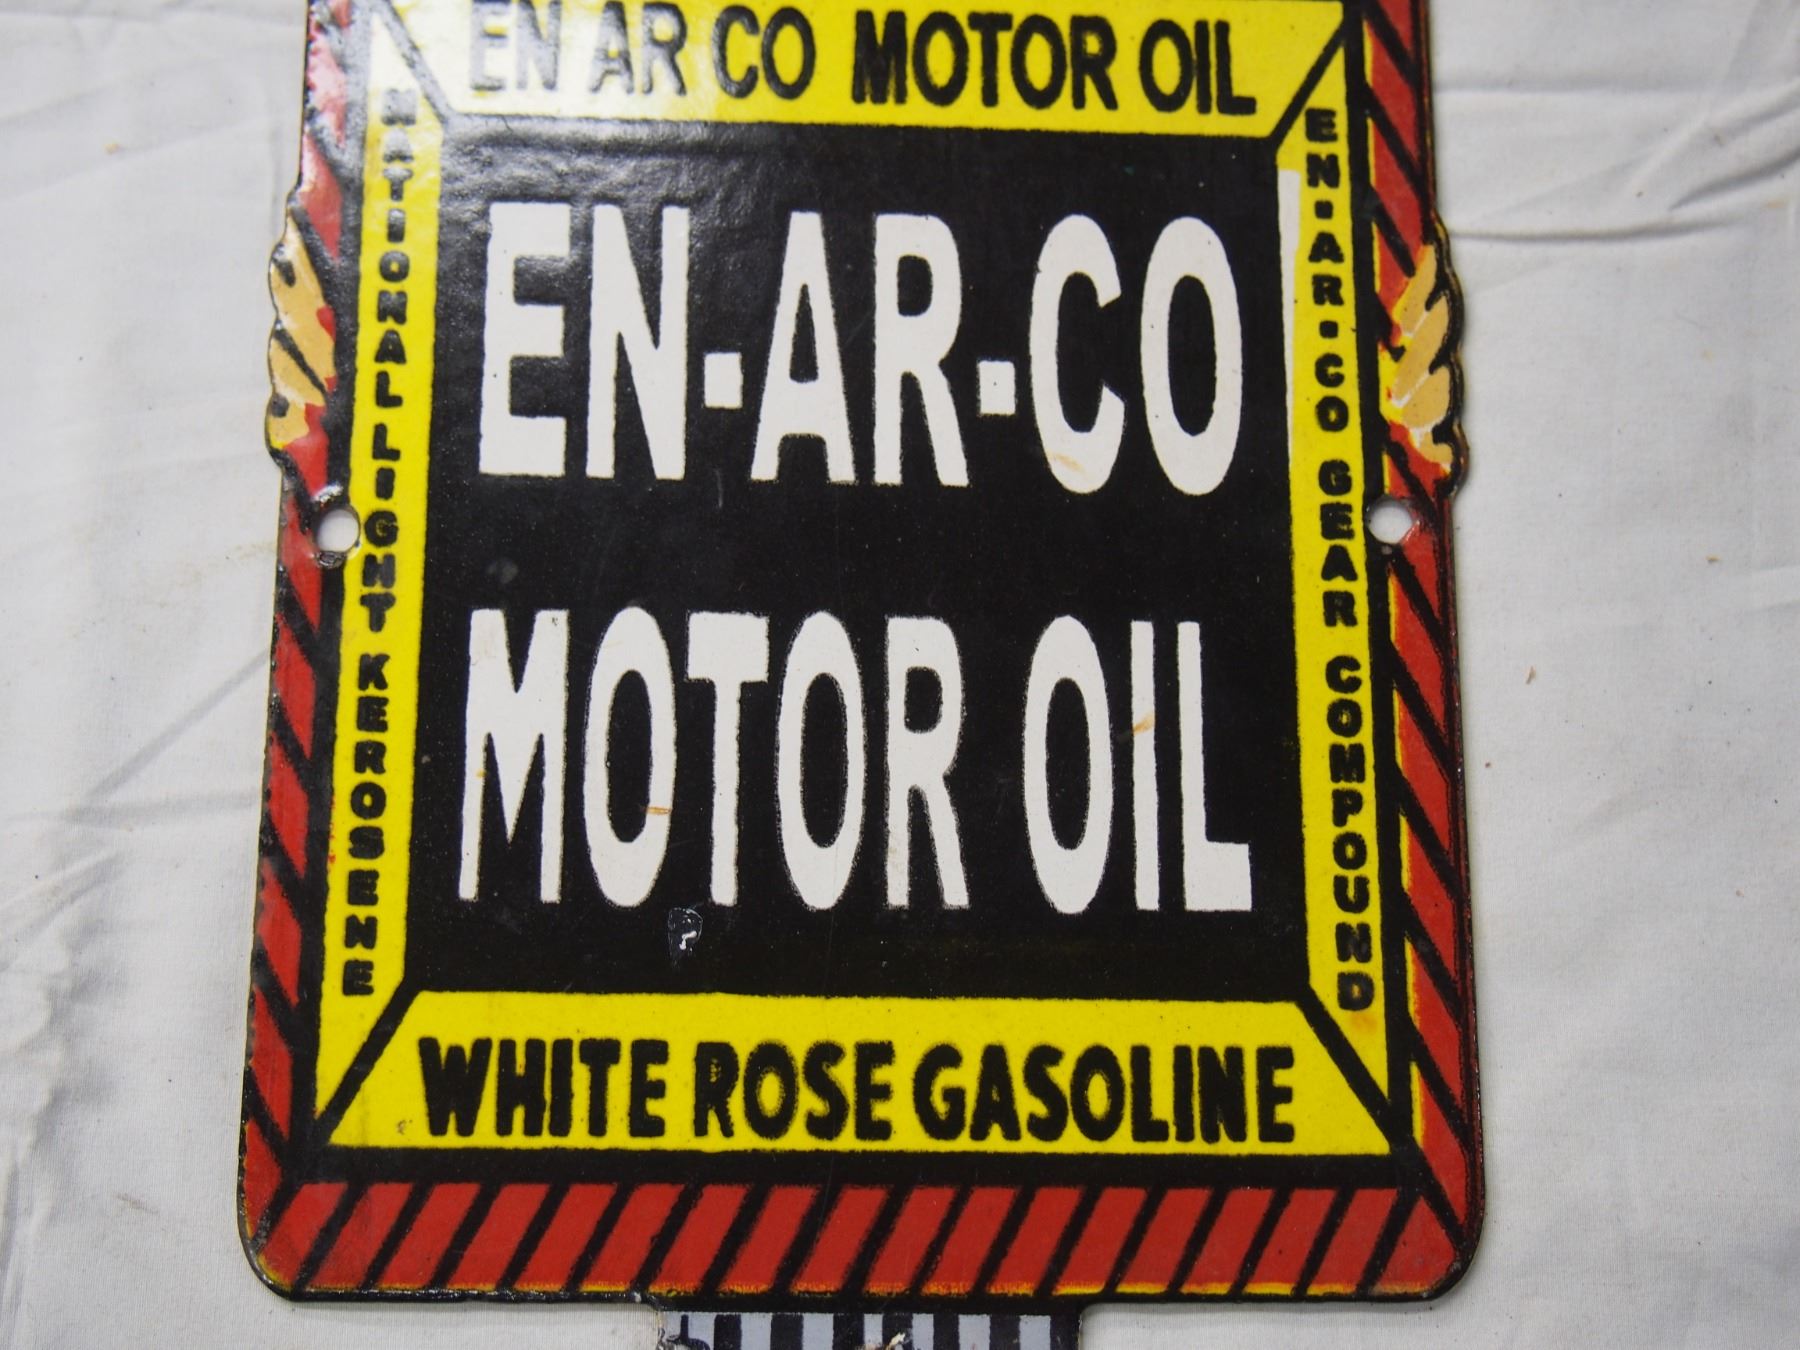 EN AR CO MOTOR OIL
NATIONAL LIGHT KEROSENE
EN-AR-CO
MOTOR OIL
EN·AR·CO GEAR COMPOUND
WHITE ROSE GASOLINE